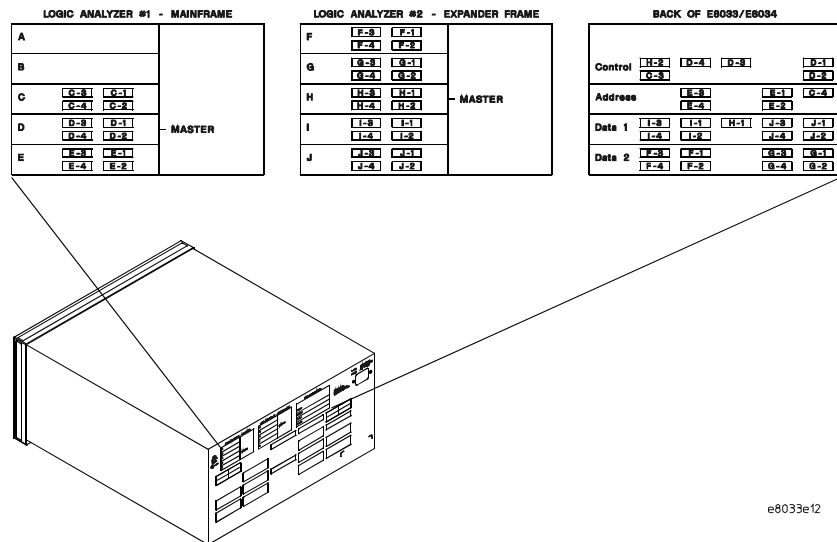 LOGIC ANALYZER #1 - MAINFRAME
A
B
C C-3 C-1
C-4 C-2
D D-3 D-1
D-4 D-2
MASTER
E E-3 E-1
E-4 E-2
LOGIC ANALYZER #2 - EXPANDER FRAME
F F-3 F-1
F-4 F-2
G G-3 G-1
G-4 G-2
H H-3 H-1
H-4 H-2
MASTER
I I-3 I-1
I-4 I-2
J J-3 J-1
J-4 J-2
BACK OF E8033/E8034
Control H-2 D-4 D-3 D-1
C-3 D-2
Address E-3 E-1 C-4
E-4 E-2
Data 1 I-3 I-1 H-1 J-3 J-1
I-4 I-2 J-4 J-2
Data 2 F-3 F-1 G-3 G-1
F-4 F-2 G-4 G-2
e8033e12